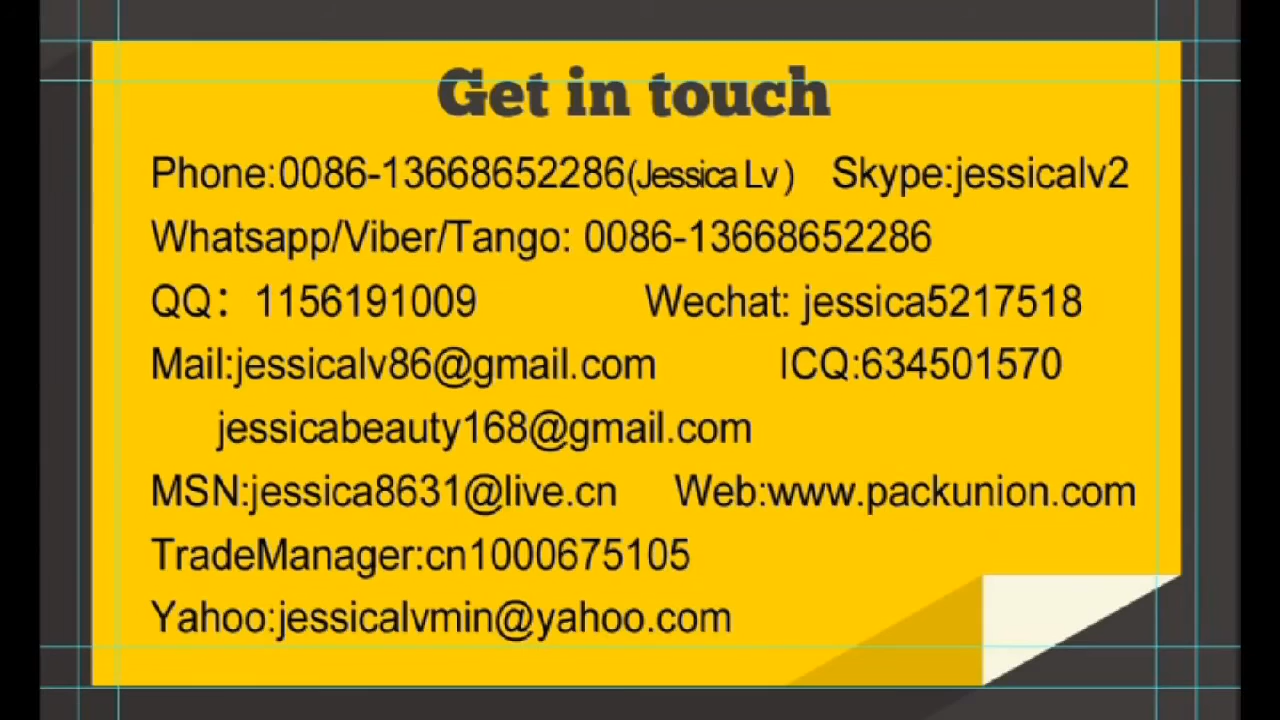 Get in touch
Phone:0086-13668652286(Jessica Lv ) Skype:jessicalv2
Whatsapp/Viber/Tango: 0086-13668652286
QQ：1156191009 Wechat: jessica5217518
Mail:jessicalv86@gmail.com ICQ:634501570
jessicabeauty168@gmail.com
MSN:jessica8631@live.cn Web:www.packunion.com
TradeManager:cn1000675105
Yahoo:jessicalvmin@yahoo.com